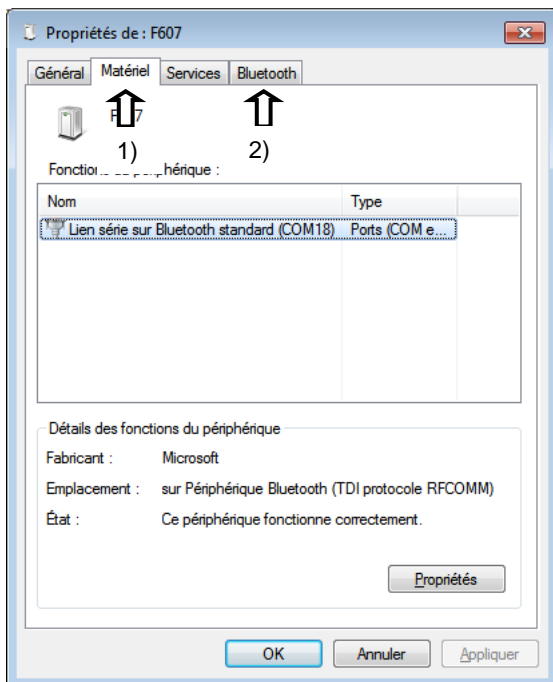 Propriétés de : F607
Général Matériel Services Bluetooth
1) 2)
Nom Type
Lien série sur Bluetooth standard (COM18) Ports (COM e...
Détails des fonctions du périphérique
Fabricant : Microsoft
Emplacement : sur Périphérique Bluetooth (TDI protocole RFCOMM)
État : Ce périphérique fonctionne correctement.
Propriétés
OK Annuler Appliquer